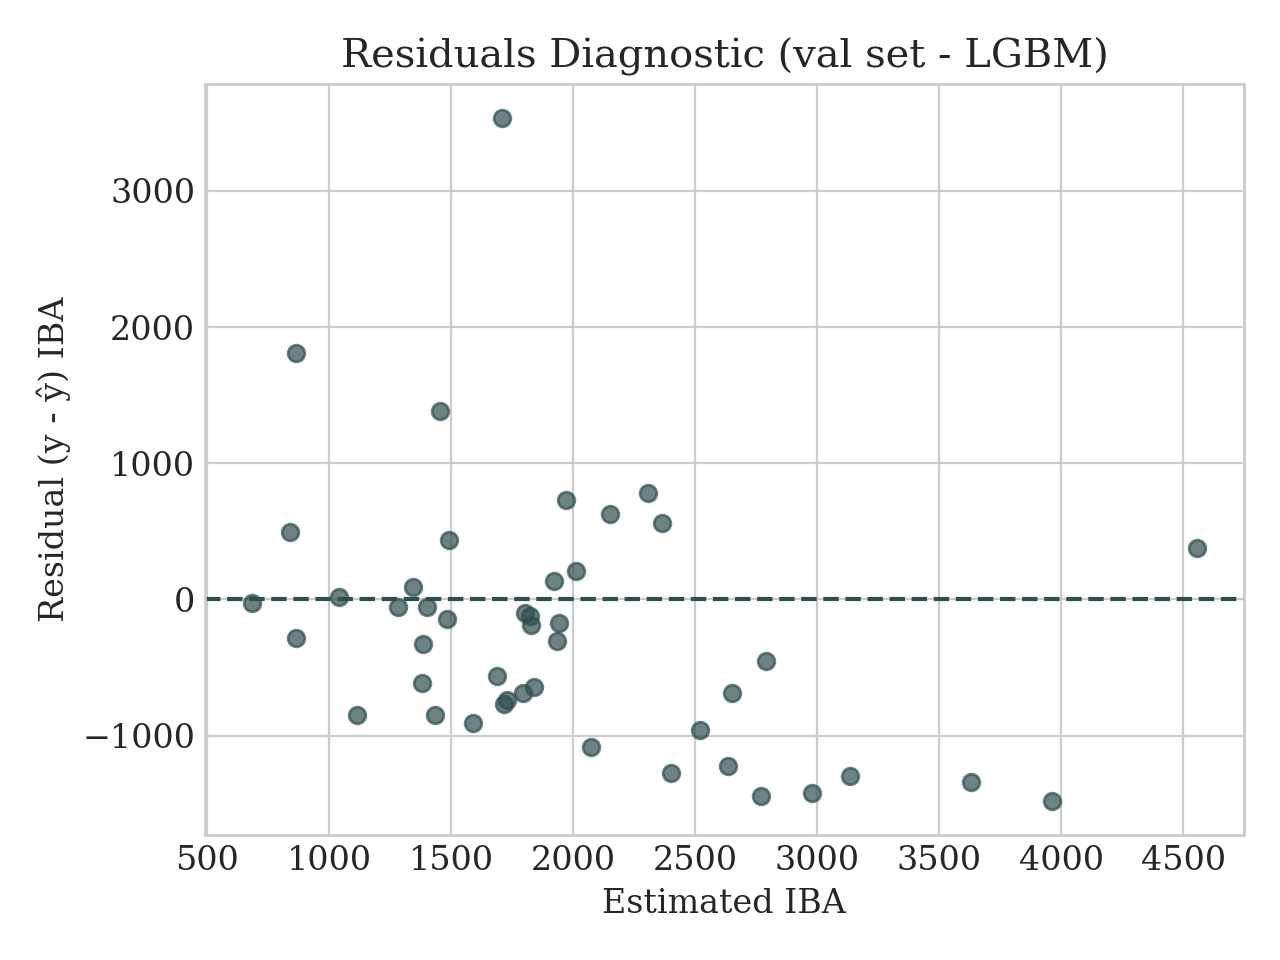 Residuals Diagnostic (val set - LGBM)
Residual (y - ŷ) IBA
3000
2000
1000
0
−1000
500 1000 1500 2000 2500 3000 3500 4000 4500
Estimated IBA